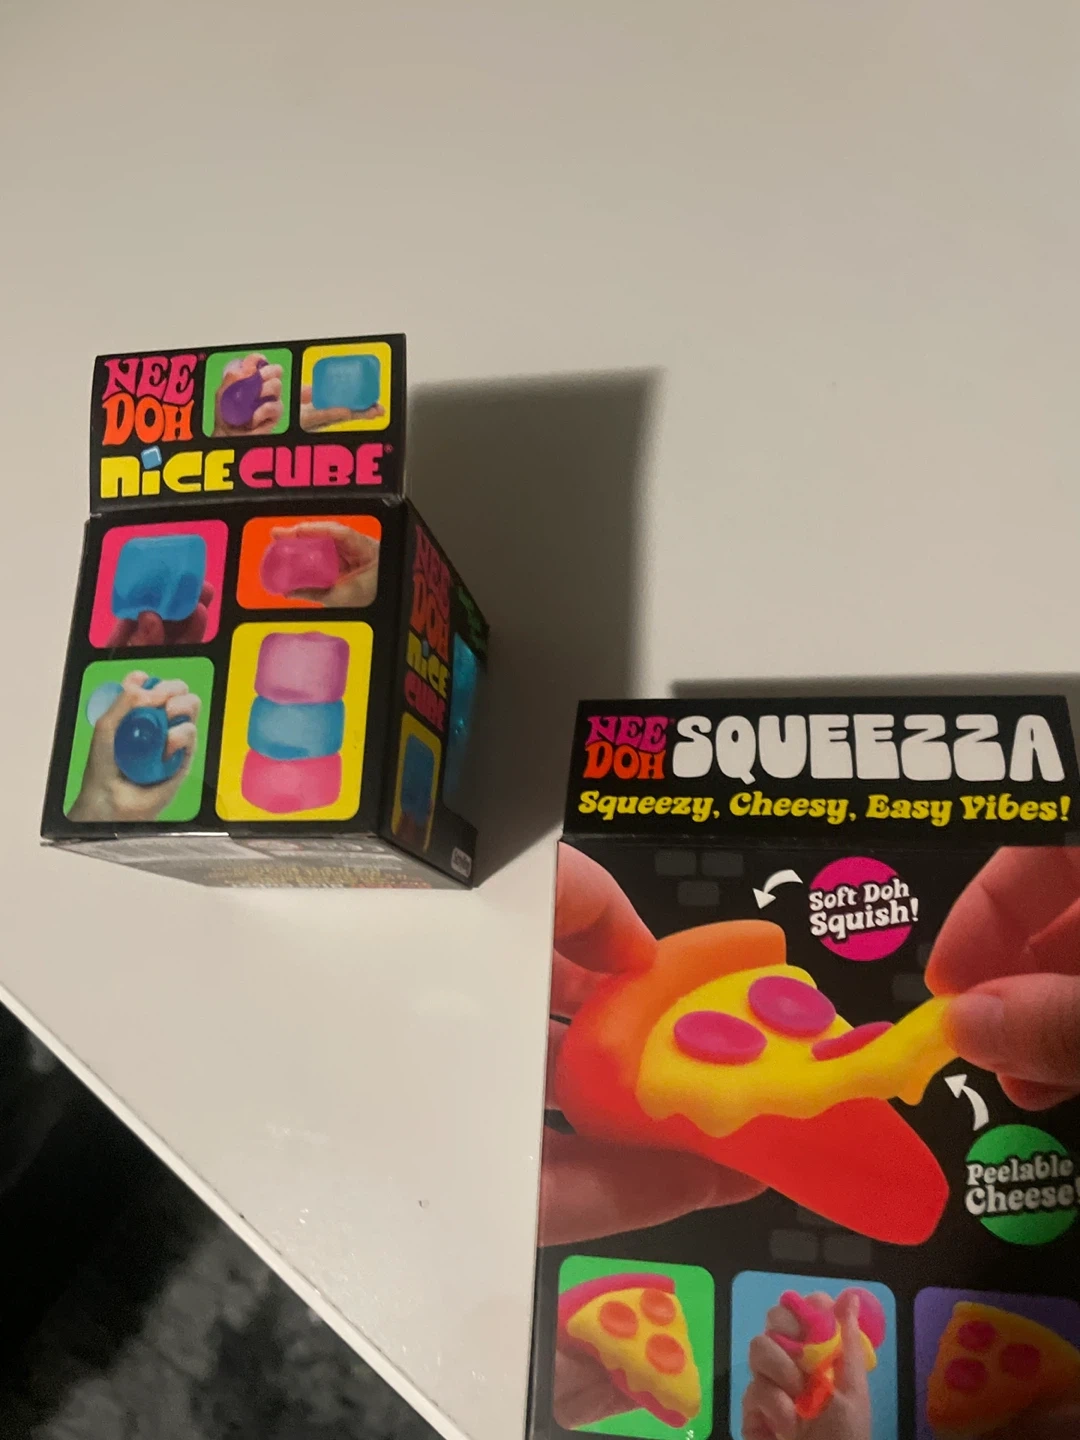 NEE
DOH®
niCE CUBE®
NEE
DOH
niCE
CUBE
NEE
DOH®
SQUEEZZA
Squeezy, Cheesy, Easy Vibes!
Soft Doh
Squish!
Peelable
Cheese!